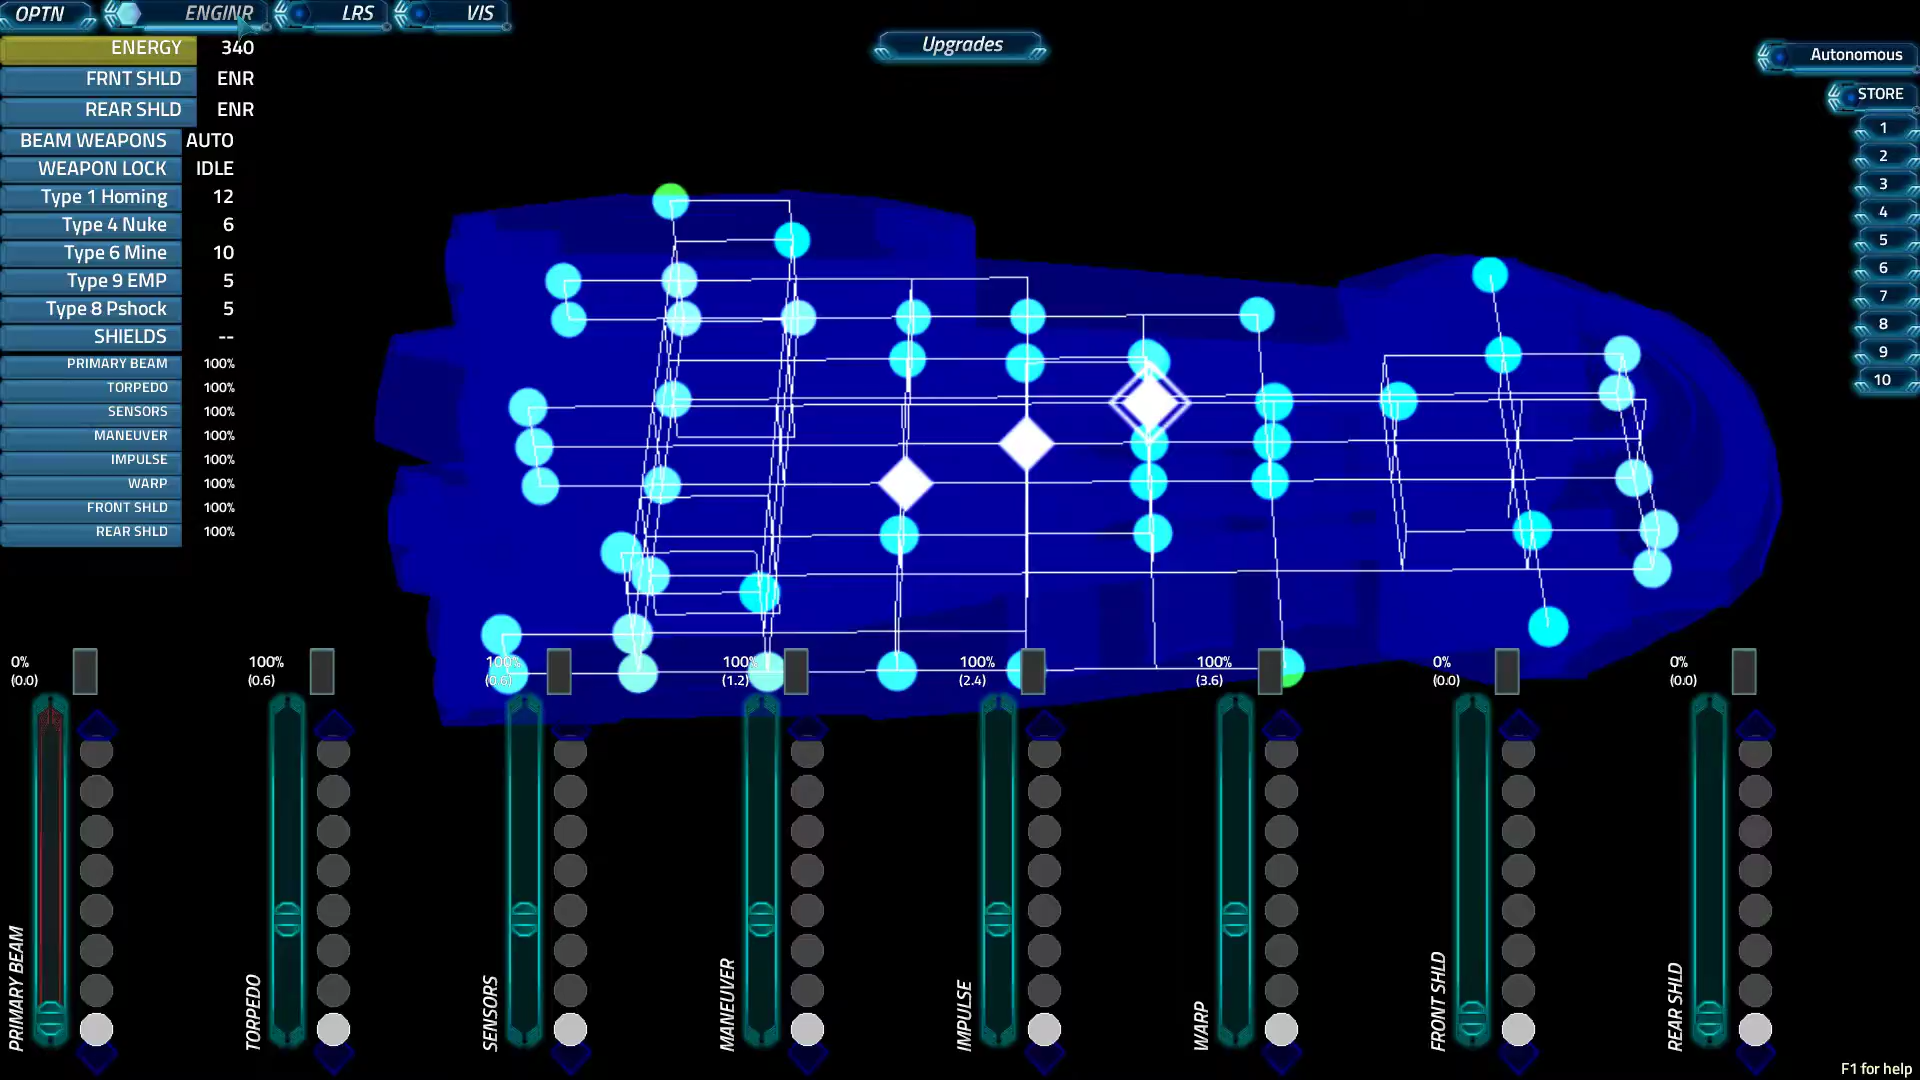 OPTN ENGINR LRS VIS
ENERGY 340
FRNT SHLD ENR
REAR SHLD ENR
BEAM WEAPONS AUTO
WEAPON LOCK IDLE
Type 1 Homing 12
Type 4 Nuke 6
Type 6 Mine 10
Type 9 EMP 5
Type 8 Pshock 5
SHIELDS --
PRIMARY BEAM 100%
TORPEDO 100%
SENSORS 100%
MANEUVER 100%
IMPULSE 100%
WARP 100%
FRONT SHLD 100%
REAR SHLD 100%
Upgrades
Autonomous
STORE
1
2
3
4
5
6
7
8
9
10
0%
(0.0)
PRIMARY BEAM
100%
(0.6)
TORPEDO
100%
(0.6)
SENSORS
100%
(1.2)
MANEUVER
100%
(2.4)
IMPULSE
100%
(3.6)
WARP
0%
(0.0)
FRONT SHLD
0%
(0.0)
REAR SHLD
F1 for help